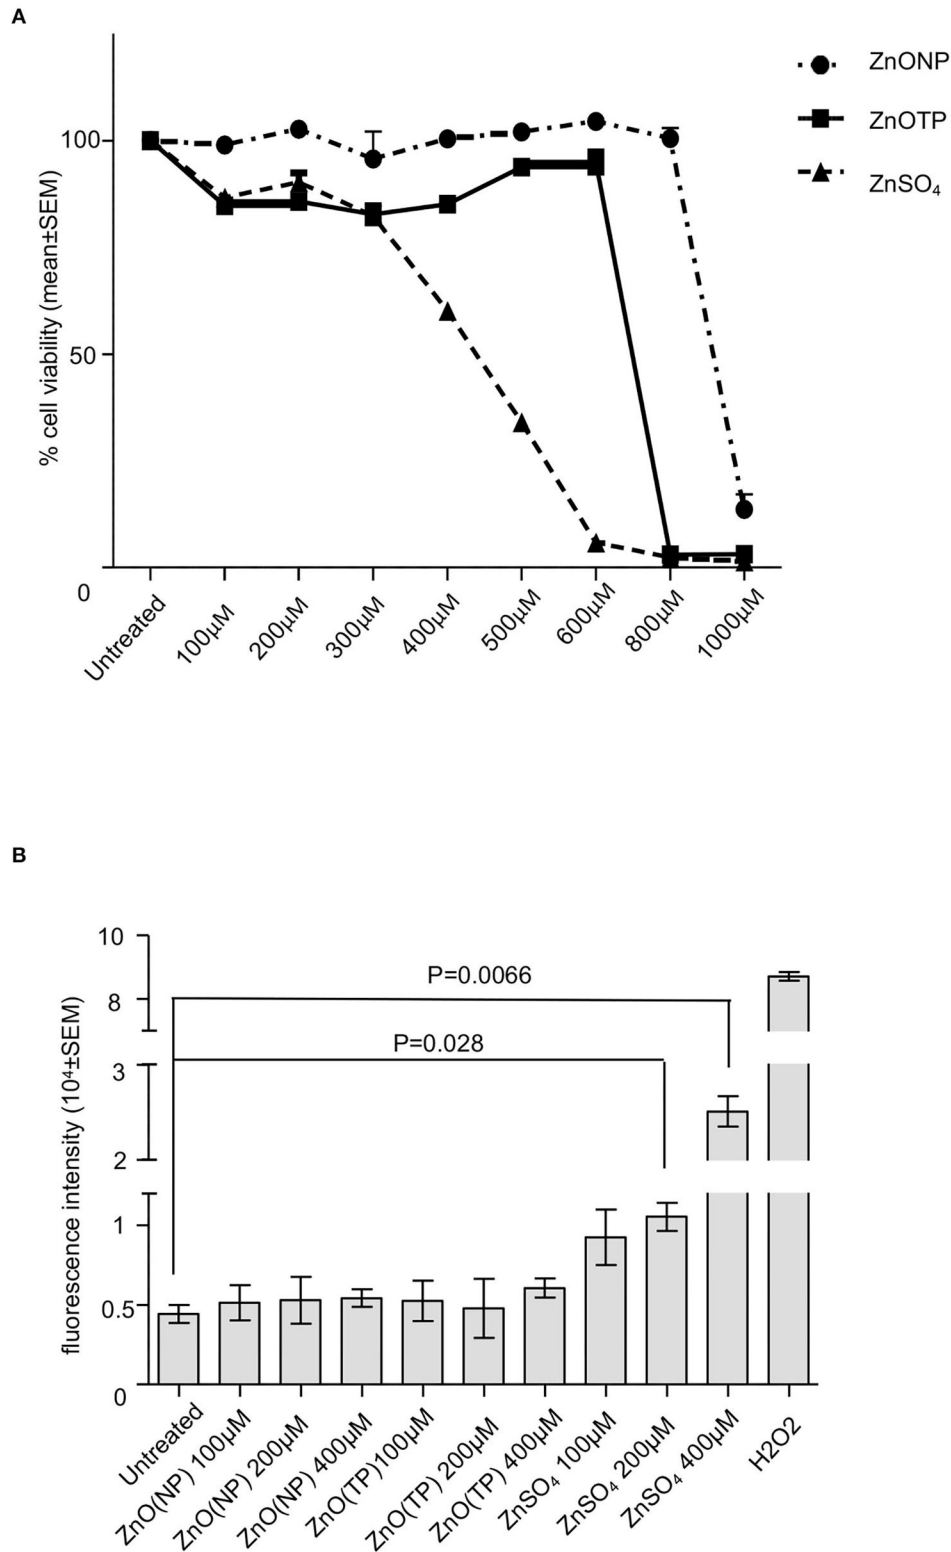 A
ZnONP
ZnOTP
ZnSO₄
% cell viability (mean±SEM)
100
50
0
Untreated
100µM
200µM
300µM
400µM
500µM
600µM
800µM
1000µM
B
fluorescence intensity (10⁴±SEM)
10
8
3
2
1
0.5
0
P=0.0066
P=0.028
Untreated
ZnO(NP) 100µM
ZnO(NP) 200µM
ZnO(NP) 400µM
ZnO(TP)100µM
ZnO(TP) 200µM
ZnO(TP) 400µM
ZnSO₄ 100µM
ZnSO₄ 200µM
ZnSO₄ 400µM
H2O2